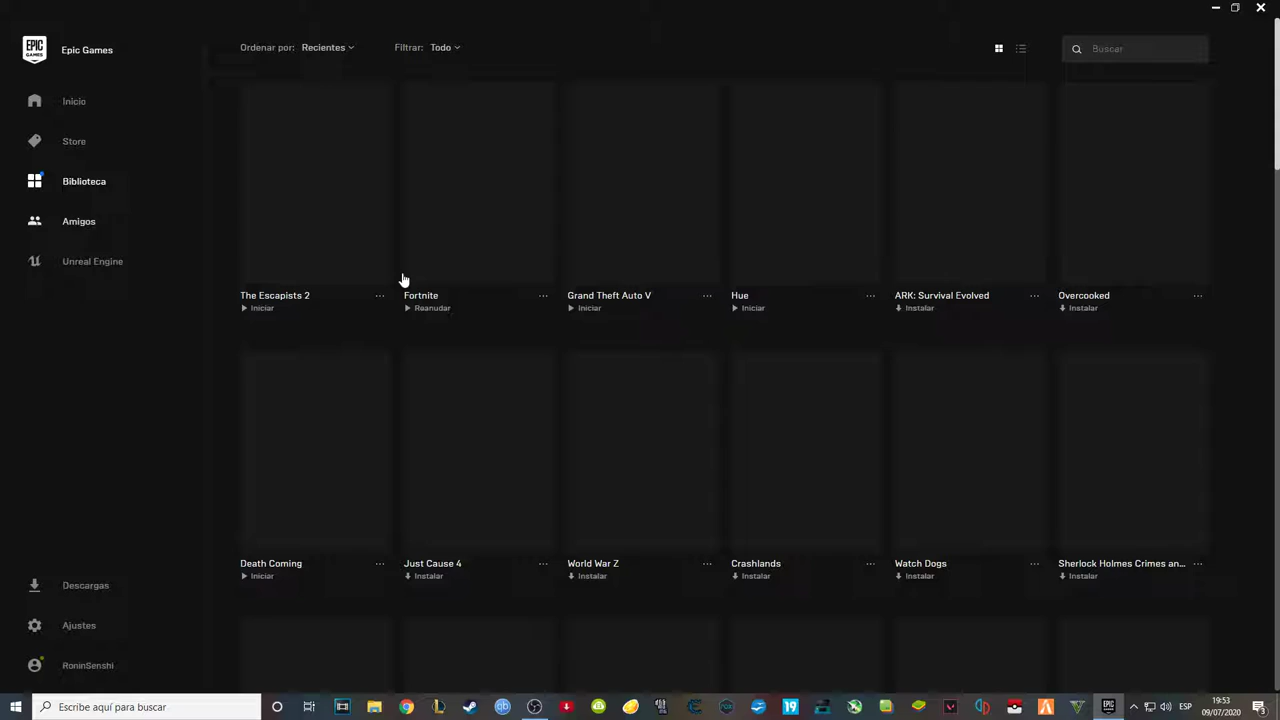 EPIC GAMES
Epic Games
Ordenar por: Recientes
Filtrar: Todo
Buscar
Inicio
Store
Biblioteca
Amigos
Unreal Engine
The Escapists 2 ...
Iniciar
Fortnite ...
Reanudar
Grand Theft Auto V ...
Iniciar
Hue ...
Iniciar
ARK: Survival Evolved ...
Instalar
Overcooked ...
Instalar
Death Coming ...
Iniciar
Just Cause 4 ...
Instalar
World War Z ...
Instalar
Crashlands ...
Instalar
Watch Dogs ...
Instalar
Sherlock Holmes Crimes an... ...
Instalar
Descargas
Ajustes
RoninSenshi
Escribe aquí para buscar
19
ESP
19:53
09/07/2020